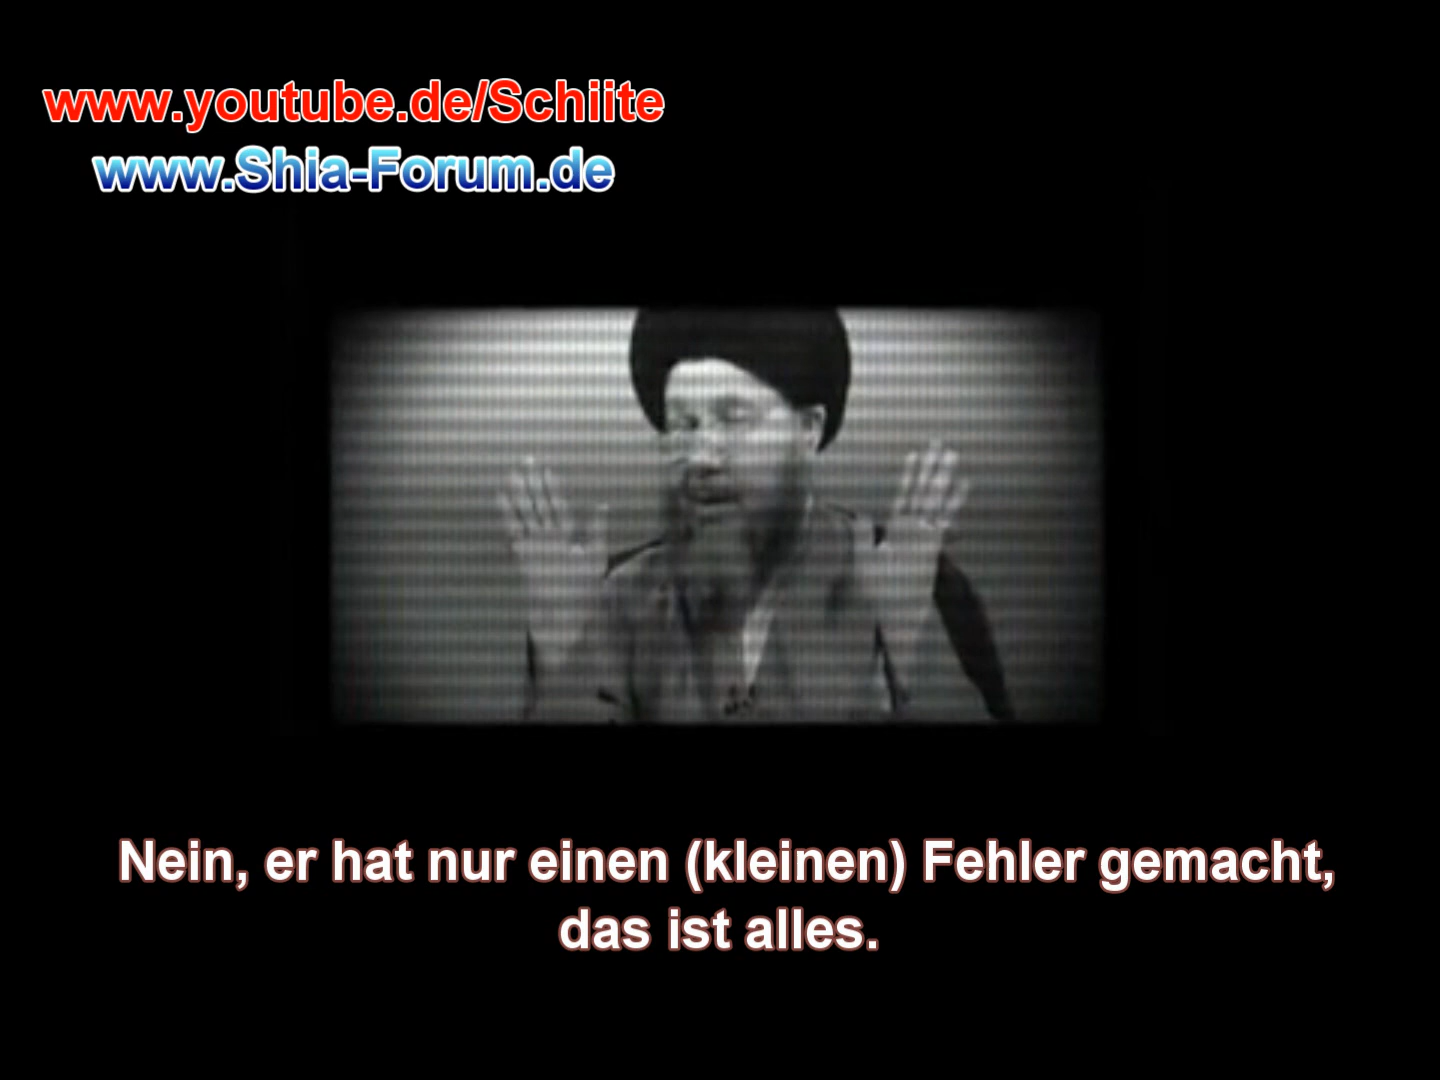 www.youtube.de/Schiite
www.Shia-Forum.de
Nein, er hat nur einen (kleinen) Fehler gemacht,
das ist alles.